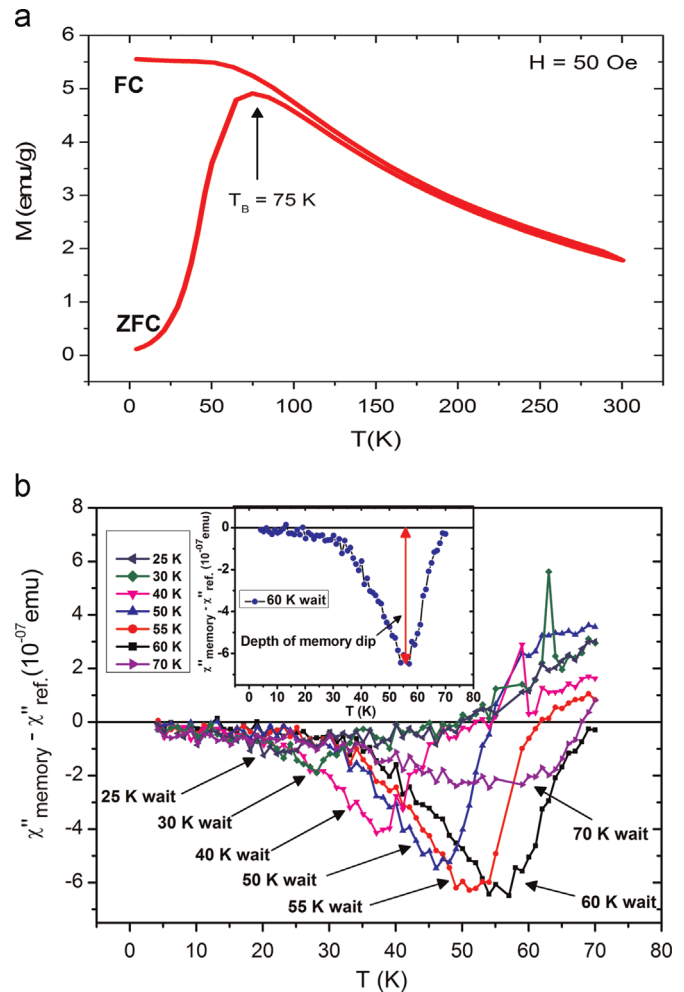 a
6
5
4
3
2
1
0
M (emu/g)
FC
ZFC
H = 50 Oe
T_B = 75 K
0 50 100 150 200 250 300
T(K)
b
8
6
4
2
0
-2
-4
-6
χ''memory - χ''ref. (10⁻⁰⁷ emu)
25 K
30 K
40 K
50 K
55 K
60 K
70 K
0
-2
-4
-6
χ''memory - χ''ref. (10⁻⁰⁷ emu)
60 K wait
Depth of memory dip
0 10 20 30 40 50 60 70 80
T (K)
25 K wait
30 K wait
40 K wait
50 K wait
55 K wait
60 K wait
70 K wait
0 10 20 30 40 50 60 70 80
T (K)